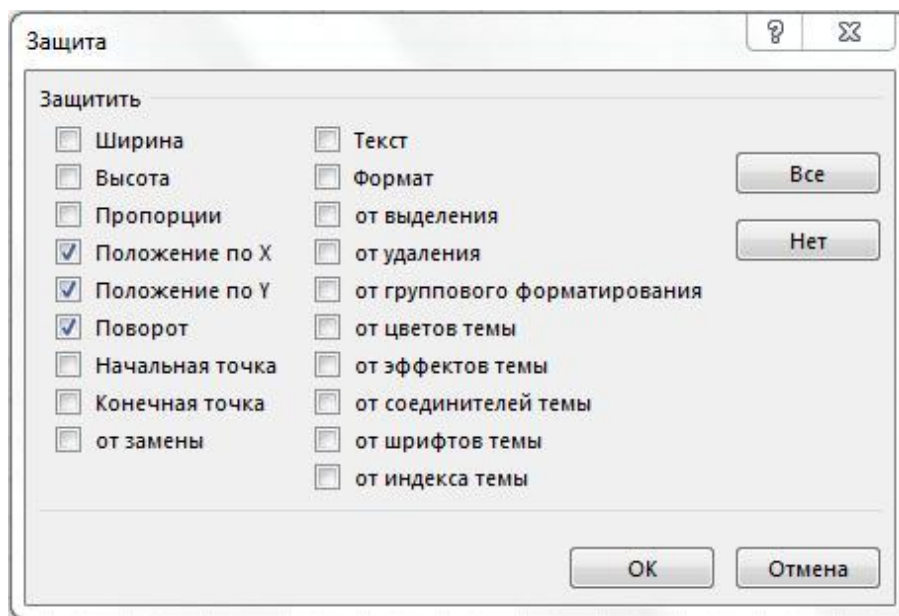 Защита
Защитить
Ширина
Высота
Пропорции
Положение по X
Положение по Y
Поворот
Начальная точка
Конечная точка
от замены
Текст
Формат
от выделения
от удаления
от группового форматирования
от цветов темы
от эффектов темы
от соединителей темы
от шрифтов темы
от индекса темы
Все
Нет
ОК
Отмена